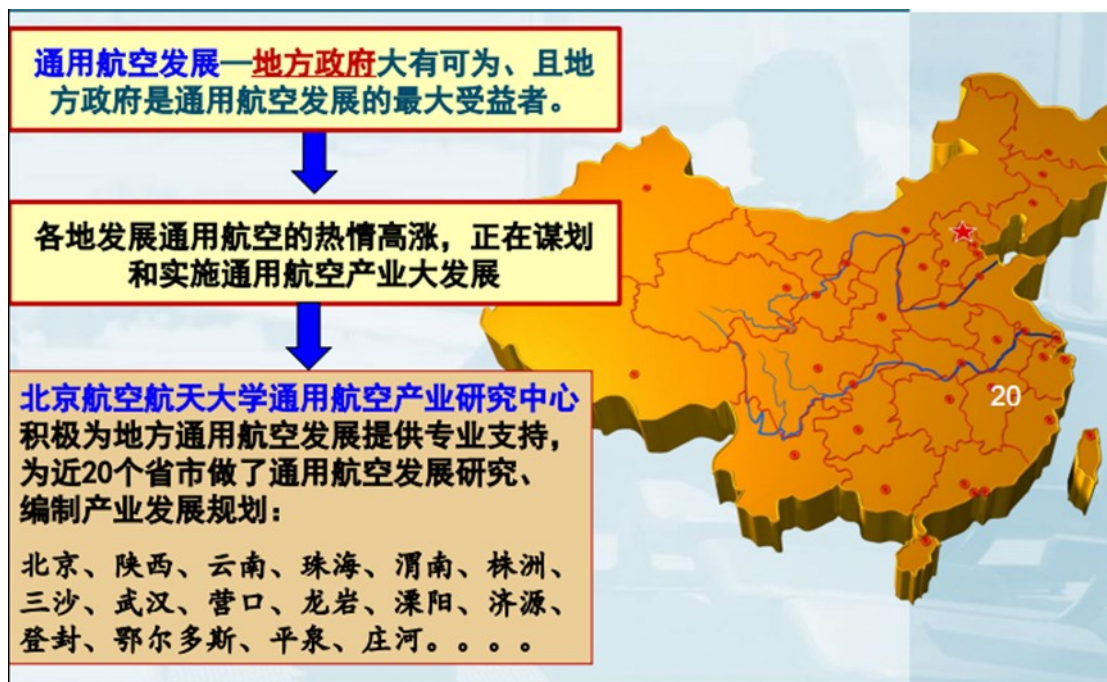 通用航空发展—地方政府大有可为、且地
方政府是通用航空发展的最大受益者。
各地发展通用航空的热情高涨，正在谋划
和实施通用航空产业大发展
北京航空航天大学通用航空产业研究中心
积极为地方通用航空发展提供专业支持，
为近20个省市做了通用航空发展研究、
编制产业发展规划：
北京、陕西、云南、珠海、渭南、株洲、
三沙、武汉、营口、龙岩、溧阳、济源、
登封、鄂尔多斯、平泉、庄河。。。。
20